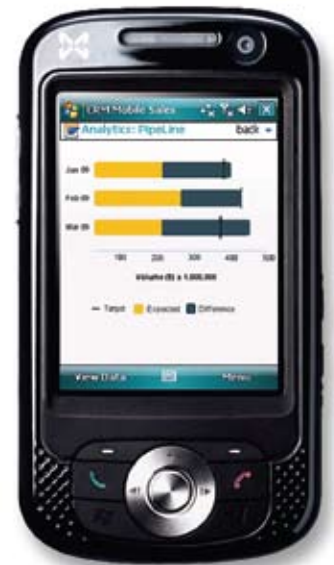 CRM Mobile Sales
Analytics: PipeLine back
Jan 09
Feb 09
Mar 09
100 200 300 400 500
Volume ($) x 1,000,000
Target Expected Difference
View Data Menu